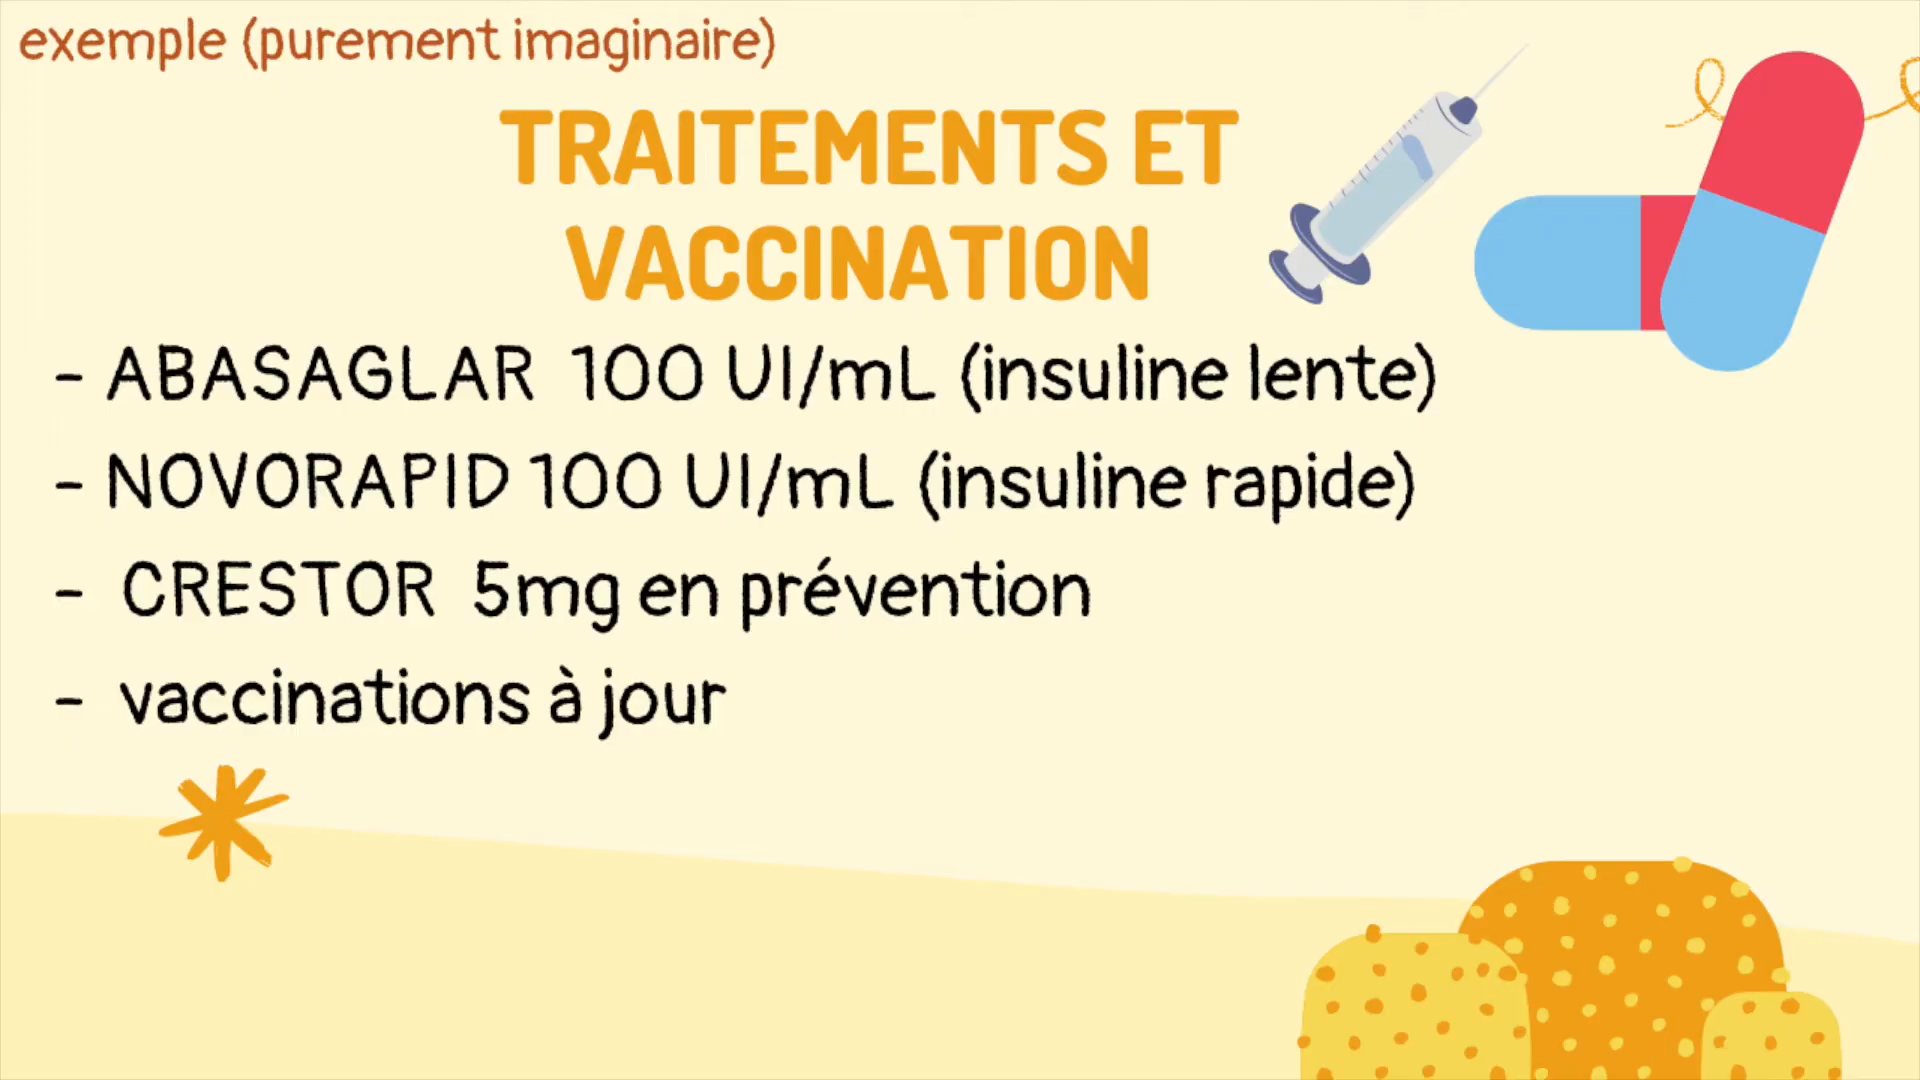 exemple (purement imaginaire)
TRAITEMENTS ET
VACCINATION
- ABASAGLAR 100 UI/mL (insuline lente)
- NOVORAPID 100 UI/mL (insuline rapide)
- CRESTOR 5mg en prévention
- vaccinations à jour